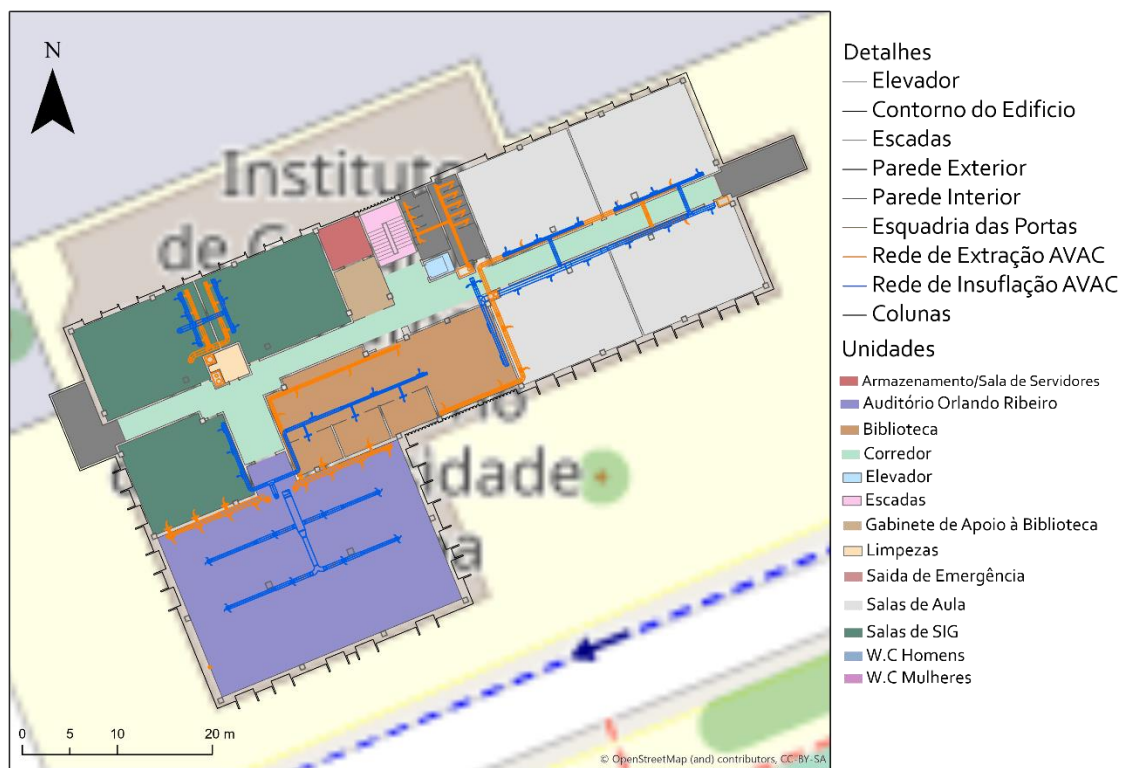 N
Instituto
de G
idade
0 5 10 20 m
© OpenStreetMap (and) contributors, CC-BY-SA
Detalhes
Elevador
Contorno do Edificio
Escadas
Parede Exterior
Parede Interior
Esquadria das Portas
Rede de Extração AVAC
Rede de Insuflação AVAC
Colunas
Unidades
Armazenamento/Sala de Servidores
Auditório Orlando Ribeiro
Biblioteca
Corredor
Elevador
Escadas
Gabinete de Apoio à Biblioteca
Limpezas
Saida de Emergência
Salas de Aula
Salas de SIG
W.C Homens
W.C Mulheres